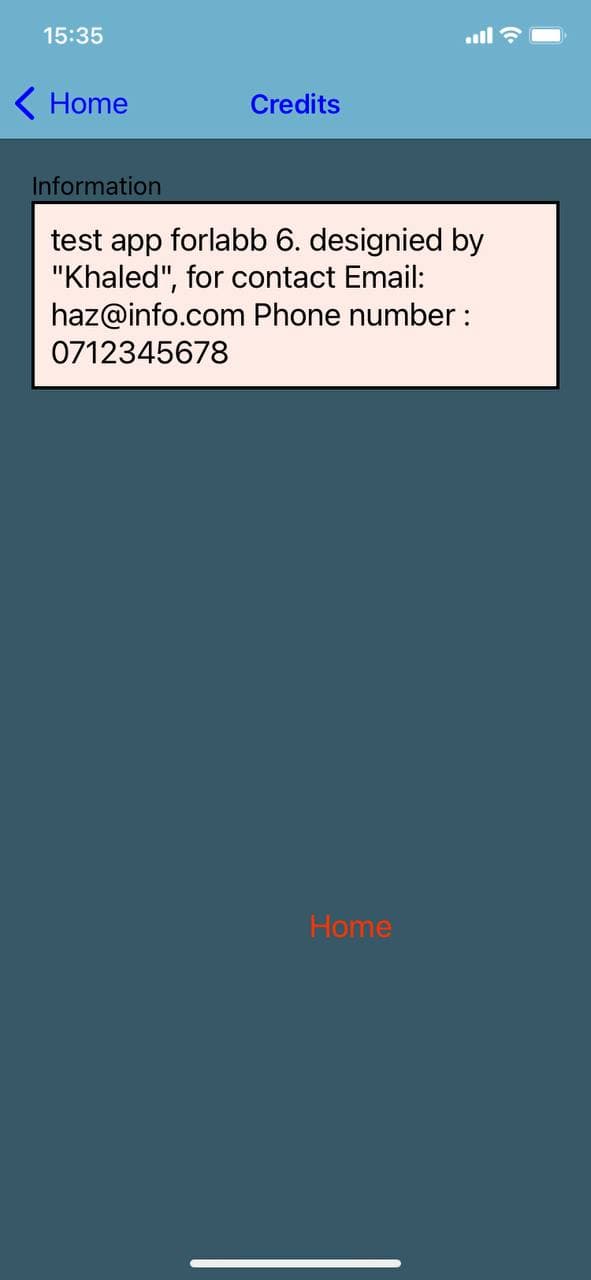 15:35
Home
Credits
Information
test app forlabb 6. designied by
"Khaled", for contact Email:
haz@info.com Phone number :
0712345678
Home